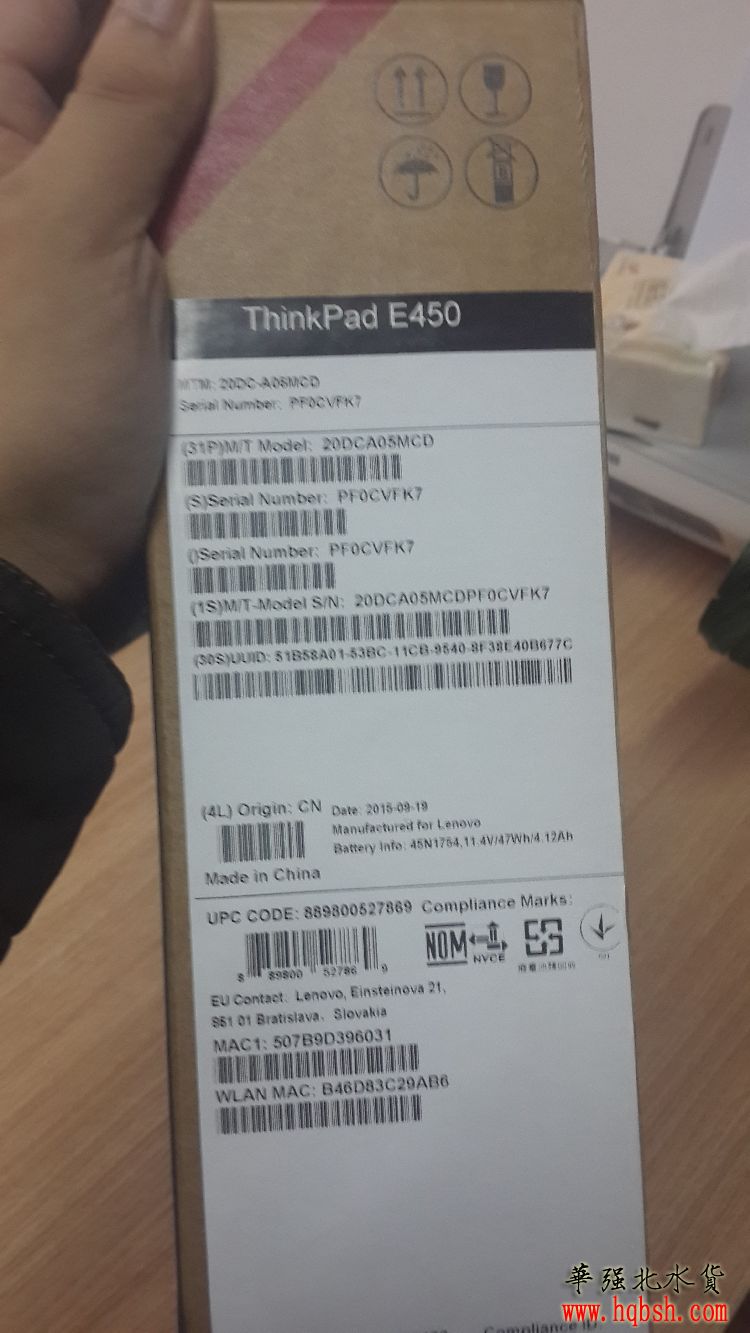 ThinkPad E450
MTM: 20DC-A05MCD
Serial Number: PF0CVFK7
(31P)M/T Model: 20DCA05MCD
(S)Serial Number: PF0CVFK7
()Serial Number: PF0CVFK7
(1S)M/T-Model S/N: 20DCA05MCDPF0CVFK7
(30S)UUID: 51B58A01-53BC-11CB-9540-8F38E40B677C
(4L) Origin: CN
Date: 2015-09-19
Manufactured for Lenovo
Battery Info: 45N1754,11.4V/47Wh/4.12Ah
Made in China
UPC CODE: 889800527869
Compliance Marks:
8 89800 52786 9
NOM
NYCE
EU Contact: Lenovo, Einsteinova 21,
851 01 Bratislava, Slovakia
MAC1: 507B9D396031
WLAN MAC: B46D83C29AB6
Compliance ID
華强北水貨
www.hqbsh.com